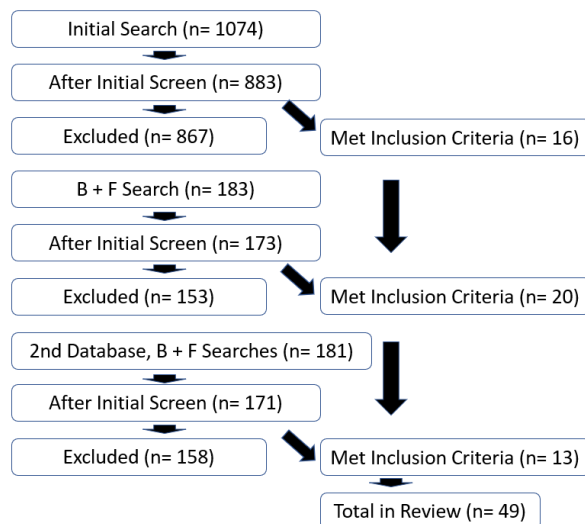 Initial Search (n= 1074)
After Initial Screen (n= 883)
Excluded (n= 867)
Met Inclusion Criteria (n= 16)
B + F Search (n= 183)
After Initial Screen (n= 173)
Excluded (n= 153)
Met Inclusion Criteria (n= 20)
2nd Database, B + F Searches (n= 181)
After Initial Screen (n= 171)
Excluded (n= 158)
Met Inclusion Criteria (n= 13)
Total in Review (n= 49)